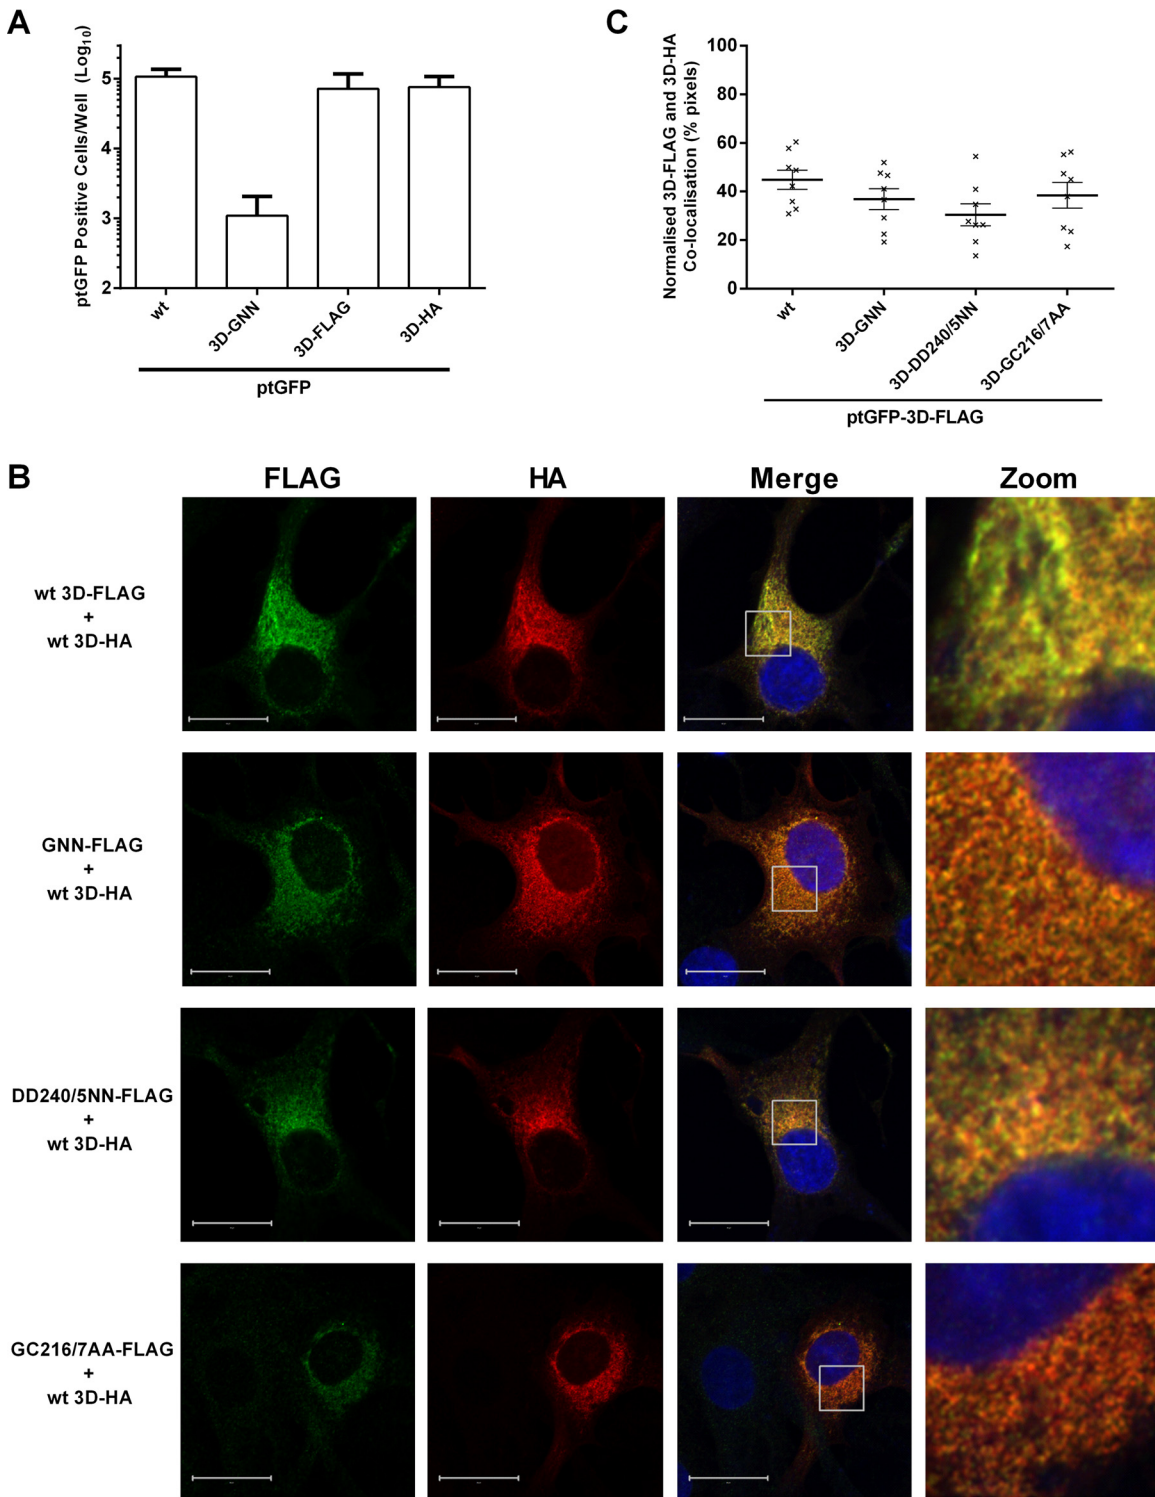 A
ptGFP Positive Cells/Well (Log10)
5
4
3
2
wt
3D-GNN
3D-FLAG
3D-HA
ptGFP
C
Normalised 3D-FLAG and 3D-HA
Co-localisation (% pixels)
100
80
60
40
20
0
wt
3D-GNN
3D-DD240/5NN
3D-GC216/7AA
ptGFP-3D-FLAG
B
FLAG HA Merge Zoom
wt 3D-FLAG
+
wt 3D-HA
GNN-FLAG
+
wt 3D-HA
DD240/5NN-FLAG
+
wt 3D-HA
GC216/7AA-FLAG
+
wt 3D-HA